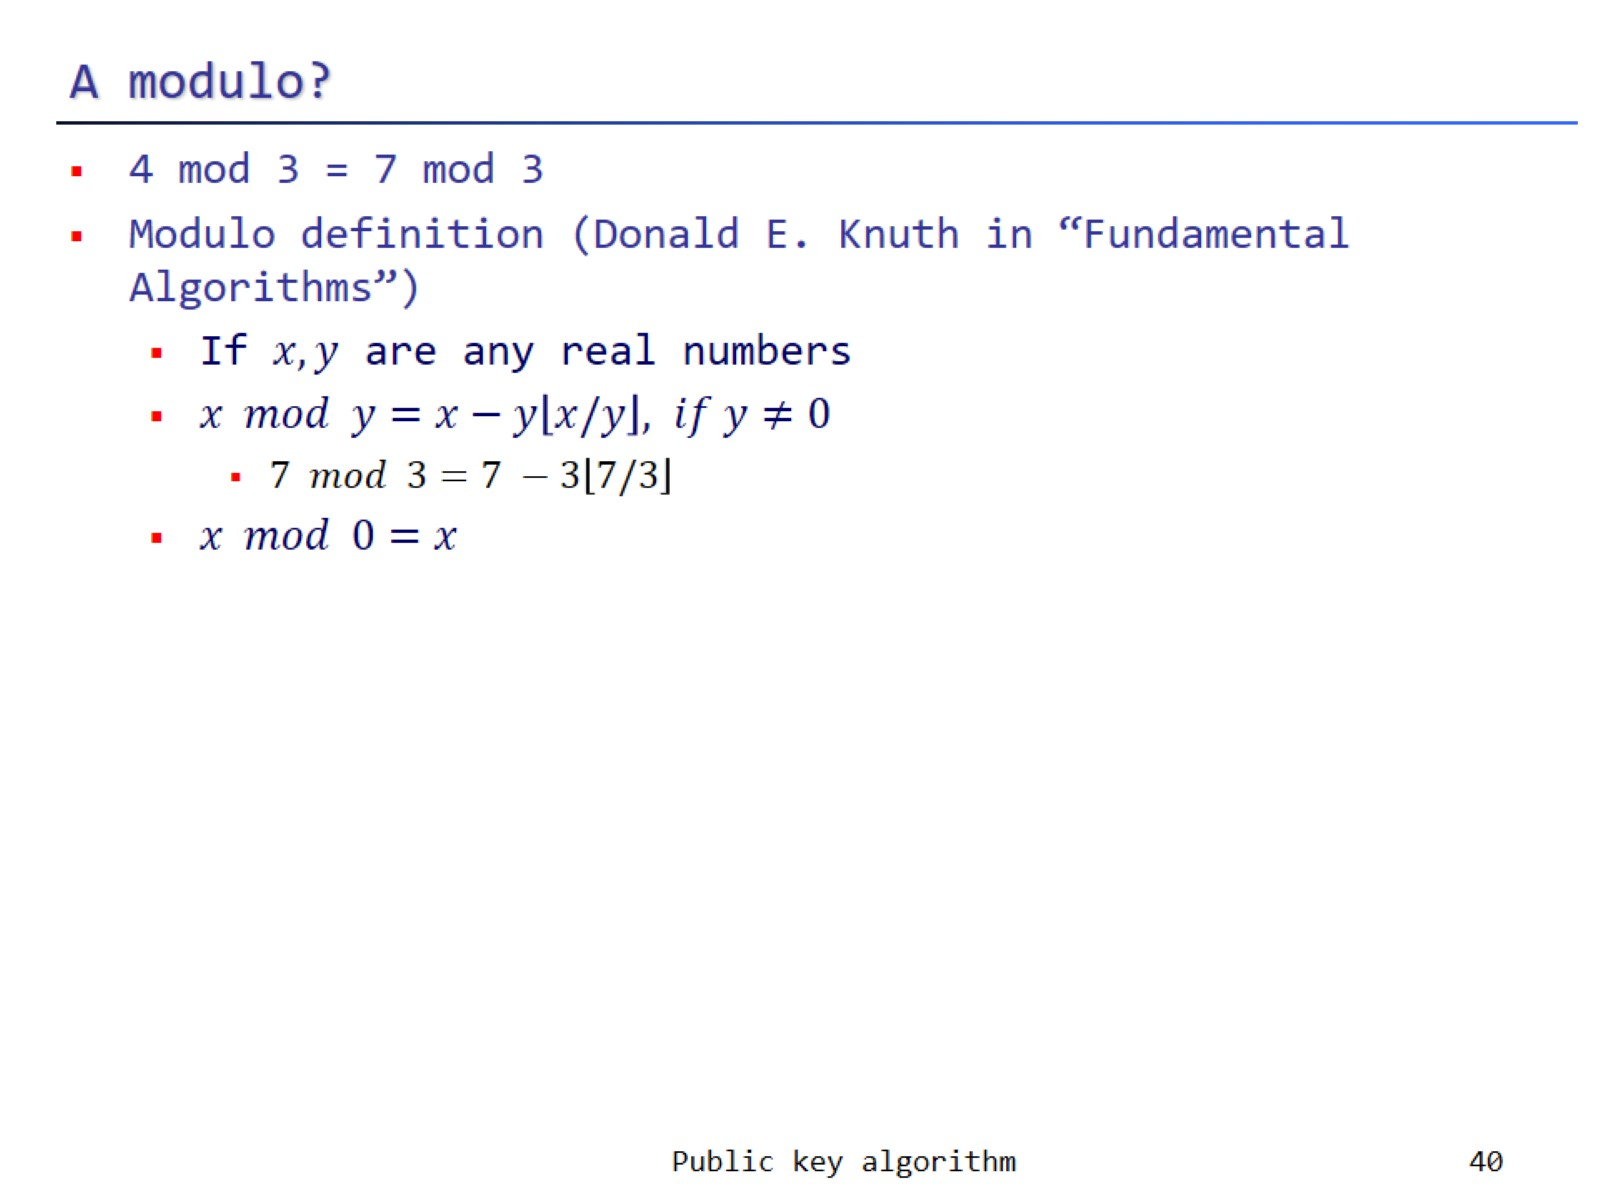 A modulo?
▪ 4 mod 3 = 7 mod 3
▪ Modulo definition (Donald E. Knuth in “Fundamental
Algorithms”)
▪ If x, y are any real numbers
▪ x mod y = x − y⌊x/y⌋, if y ≠ 0
▪ 7 mod 3 = 7 − 3⌊7/3⌋
▪ x mod 0 = x
Public key algorithm
40